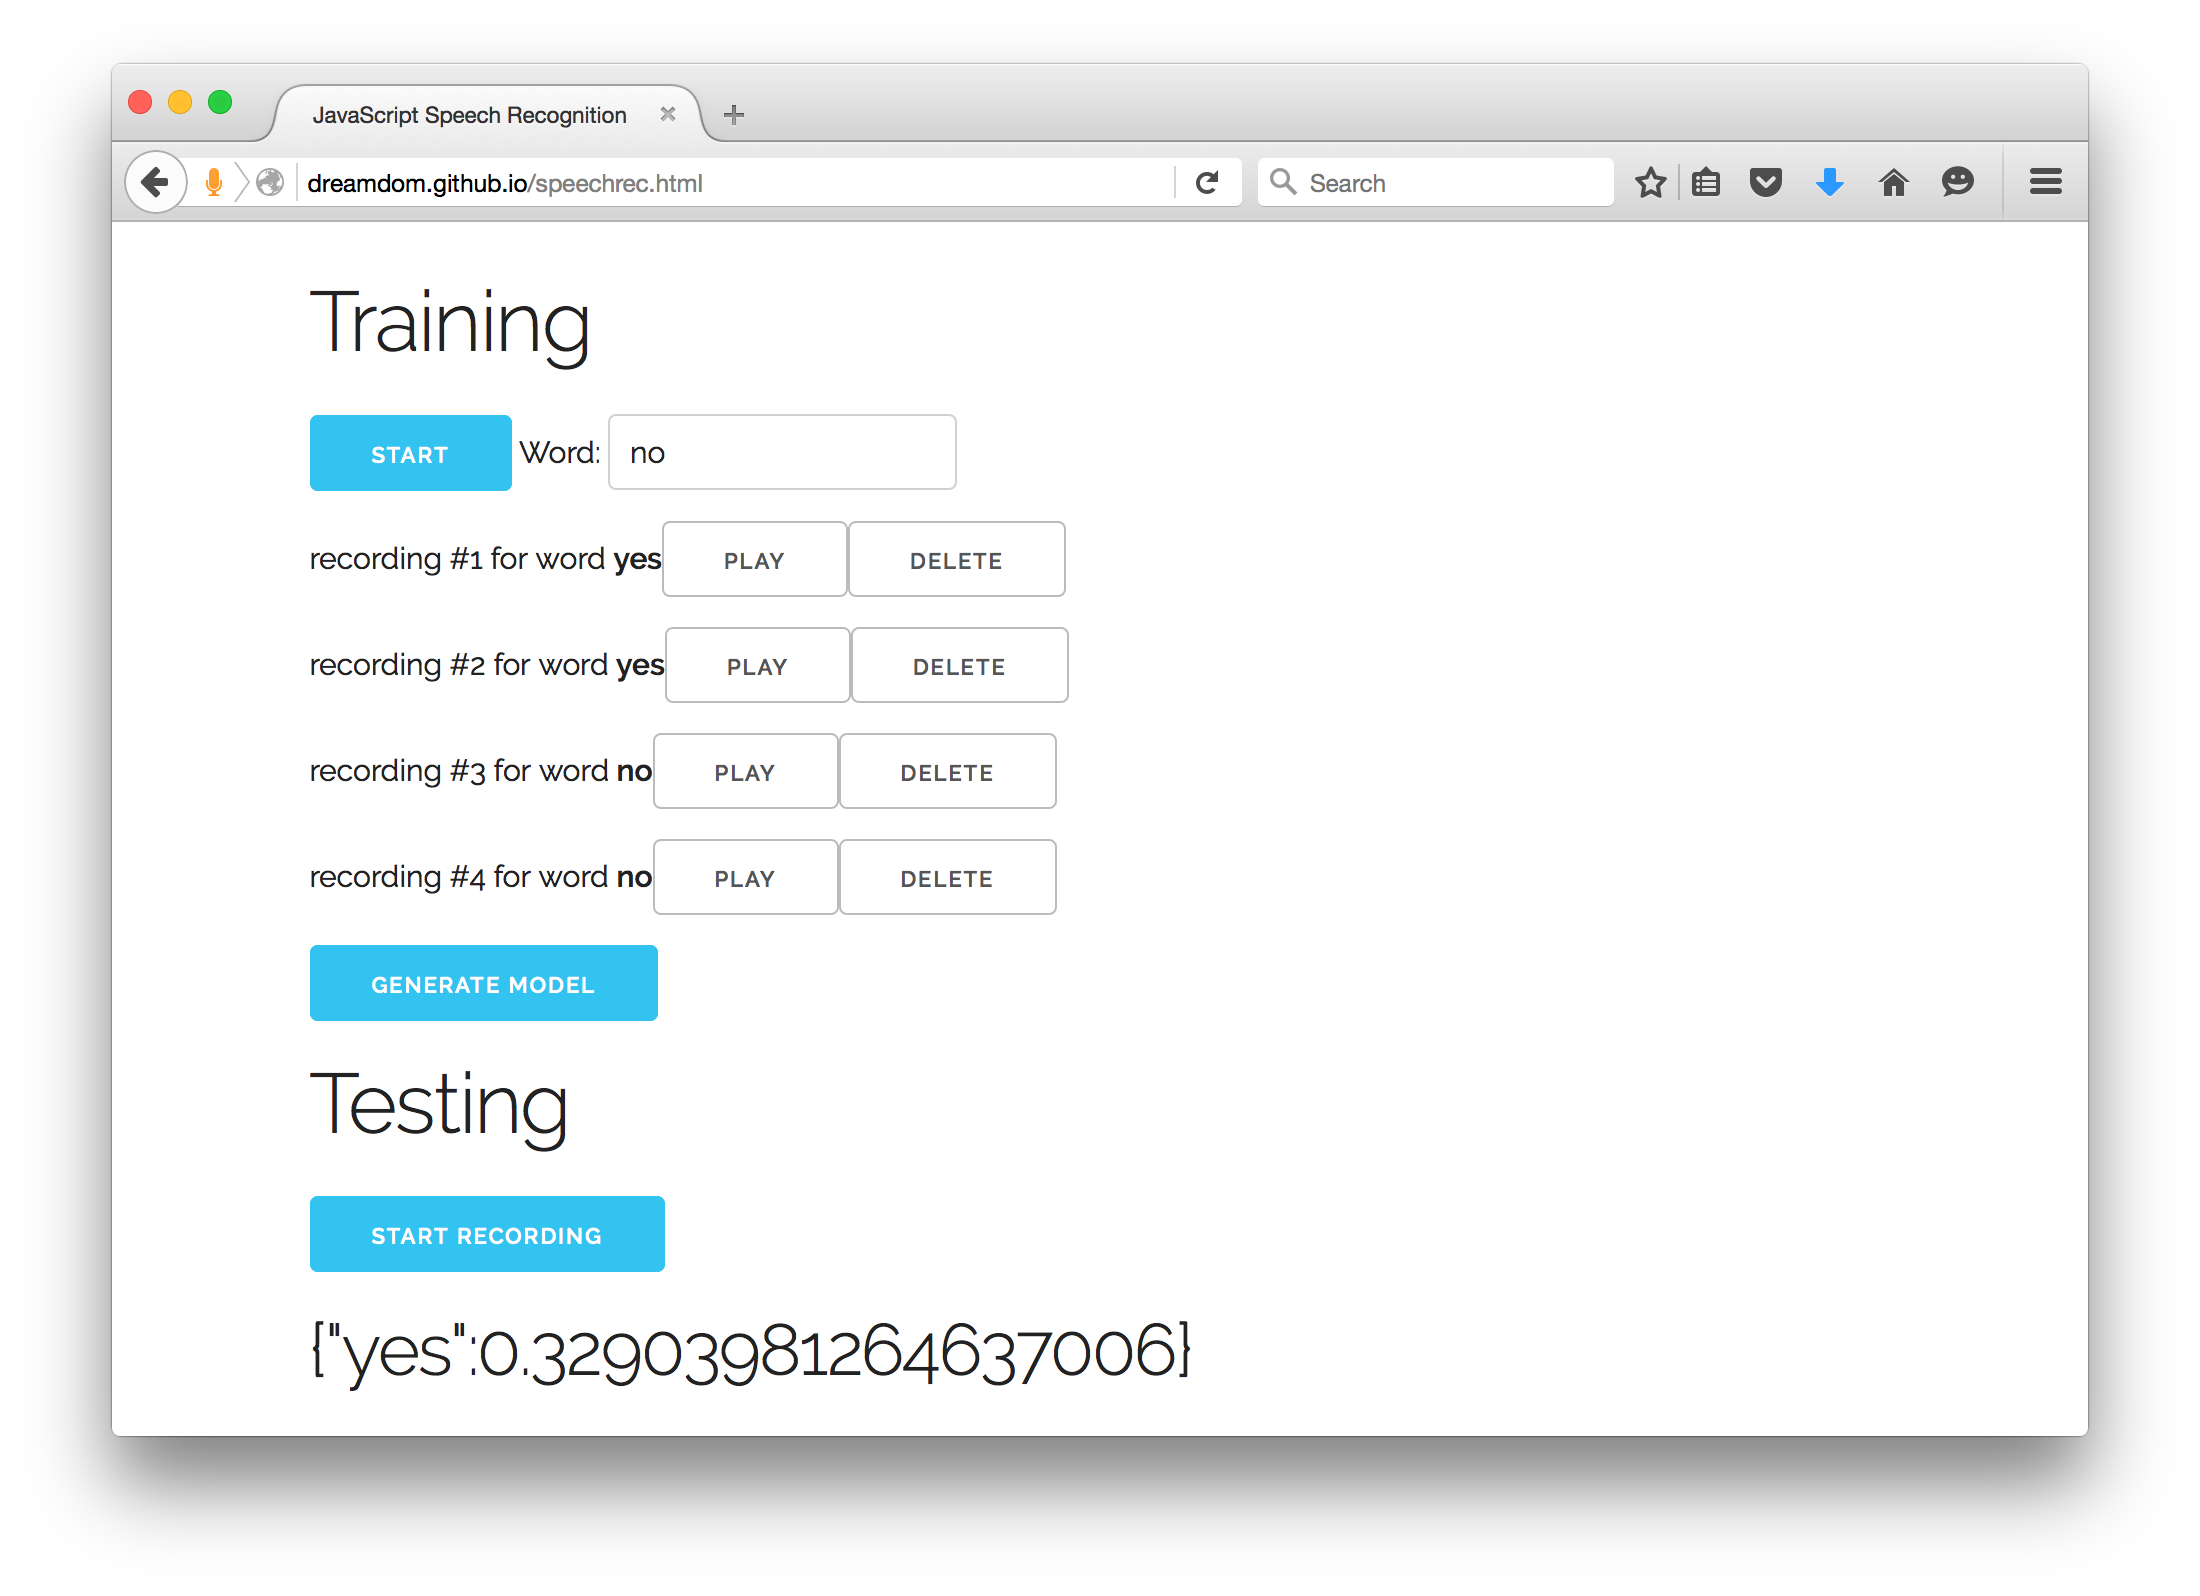 JavaScript Speech Recognition
dreamdom.github.io/speechrec.html Search
Training
START Word: no
recording #1 for word yes PLAY DELETE
recording #2 for word yes PLAY DELETE
recording #3 for word no PLAY DELETE
recording #4 for word no PLAY DELETE
GENERATE MODEL
Testing
START RECORDING
{"yes":0.32903981264637006}